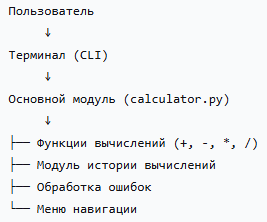 Пользователь
↓
Терминал (CLI)
↓
Основной модуль (calculator.py)
↓
├── Функции вычислений (+, -, *, /)
├── Модуль истории вычислений
├── Обработка ошибок
└── Меню навигации